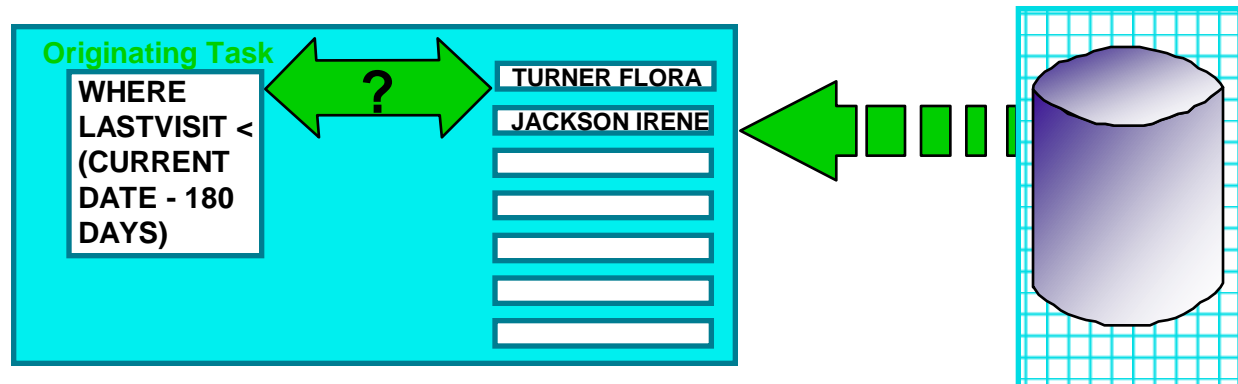 Originating Task
WHERE
LASTVISIT <
(CURRENT
DATE - 180
DAYS)
?
TURNER FLORA
JACKSON IRENE